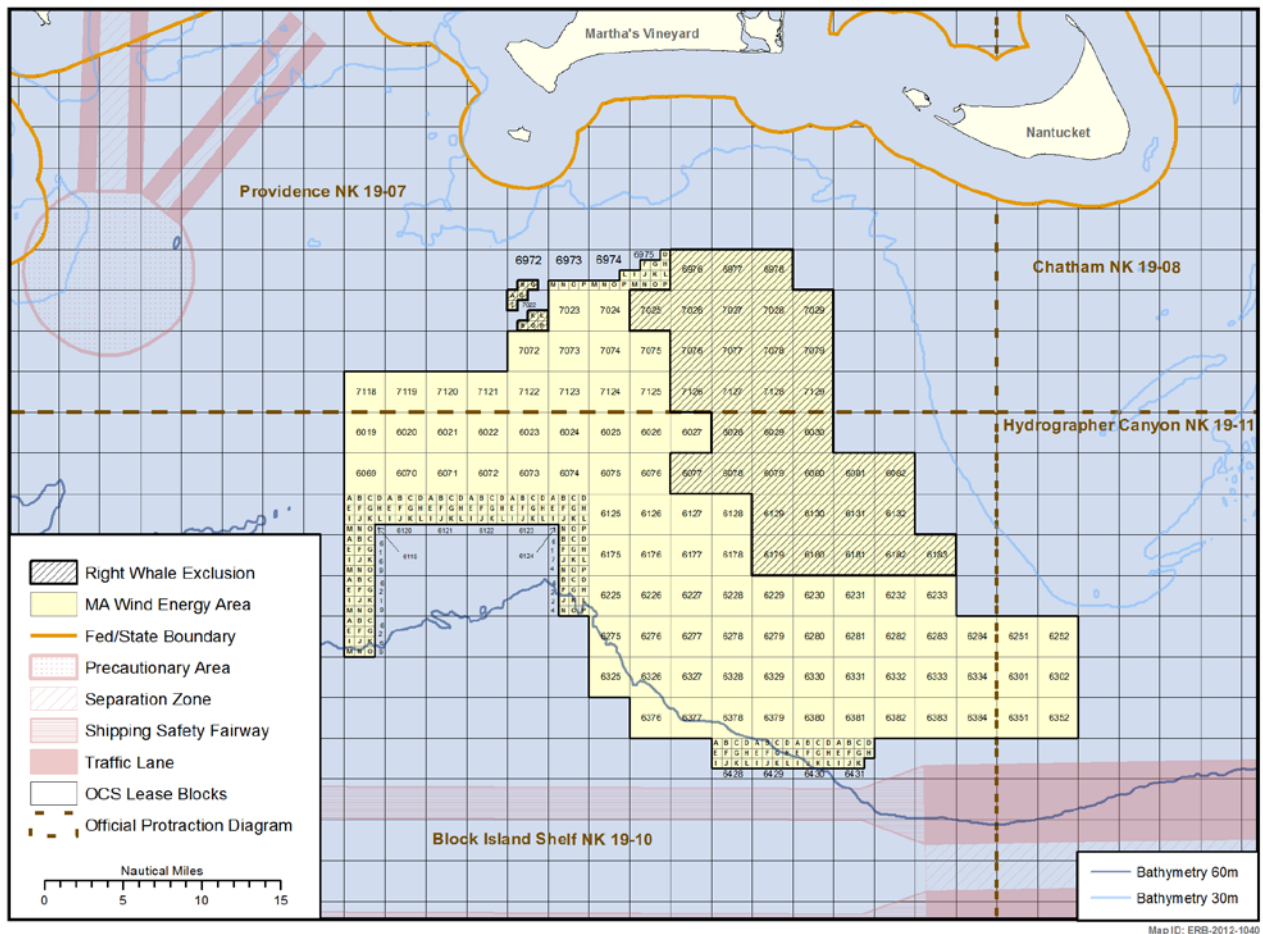 Martha's Vineyard
Nantucket
Providence NK 19-07
Chatham NK 19-08
6972 6973 6974 6975
6976 6977 6978
7022
7023 7024 7025 7026 7027 7028 7029
7072 7073 7074 7075 7076 7077 7078 7079
7118 7119 7120 7121 7122 7123 7124 7125 7126 7127 7128 7129
Hydrographer Canyon NK 19-11
6019 6020 6021 6022 6023 6024 6025 6026 6027 6028 6029 6030
6069 6070 6071 6072 6073 6074 6075 6076 6077 6078 6079 6080 6081 6082
6125 6126 6127 6128 6129 6130 6131 6132
6120 6121 6122 6123
6124
6175 6176 6177 6178 6179 6180 6181 6182 6183
6225 6226 6227 6228 6229 6230 6231 6232 6233
6275 6276 6277 6278 6279 6280 6281 6282 6283 6284 6251 6252
6325 6326 6327 6328 6329 6330 6331 6332 6333 6334 6301 6302
6376 6377 6378 6379 6380 6381 6382 6383 6384 6351 6352
A B C D A B C D A B C D A B C D
E F G H E F G H E F G H E F G H
I J K L I J K L I J K L I J K
6428 6429 6430 6431
Block Island Shelf NK 19-10
Right Whale Exclusion
MA Wind Energy Area
Fed/State Boundary
Precautionary Area
Separation Zone
Shipping Safety Fairway
Traffic Lane
OCS Lease Blocks
Official Protraction Diagram
Nautical Miles
0 5 10 15
Bathymetry 60m
Bathymetry 30m
Map ID: ERB-2012-1040